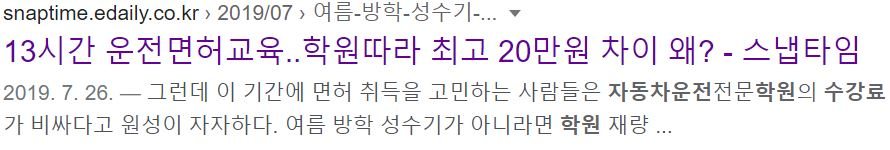 snaptime.edaily.co.kr › 2019/07 › 여름-방학-성수기-...
13시간 운전면허교육..학원따라 최고 20만원 차이 왜? - 스냅타임
2019. 7. 26. — 그런데 이 기간에 면허 취득을 고민하는 사람들은 자동차운전전문학원의 수강료
가 비싸다고 원성이 자자하다. 여름 방학 성수기가 아니라면 학원 재량 ...